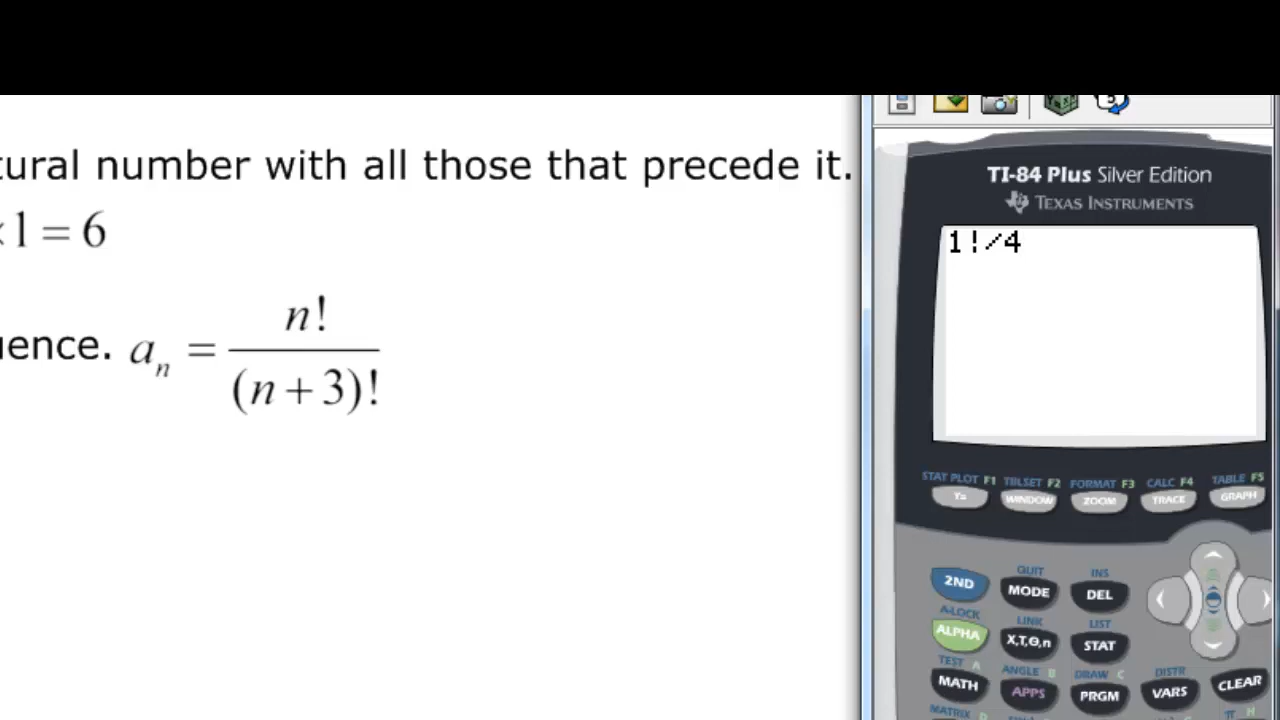 tural number with all those that precede it.
×1 = 6
uence. aₙ = n! / (n+3)!
TI-84 Plus Silver Edition
TEXAS INSTRUMENTS
1!/4
STAT PLOT F1 TBLSET F2 FORMAT F3 CALC F4 TABLE F5
Y= WINDOW ZOOM TRACE GRAPH
QUIT INS
2ND MODE DEL
A-LOCK LINK LIST
ALPHA X,T,Θ,n STAT
TEST A ANGLE B DRAW C DISTR
MATH APPS PRGM VARS CLEAR
MATRIX D π H